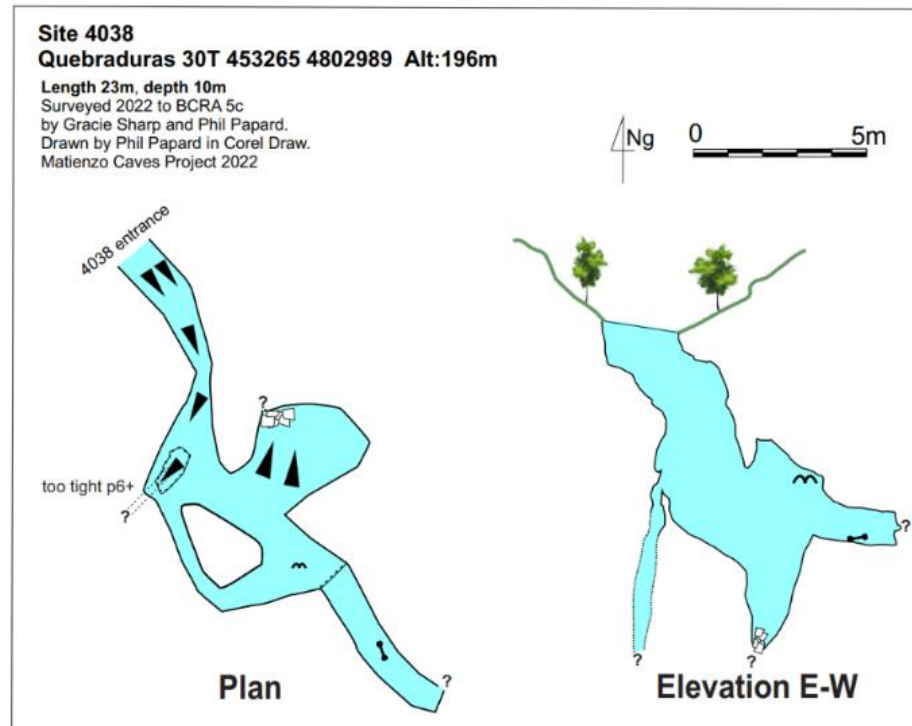 Site 4038
Quebraduras 30T 453265 4802989 Alt:196m
Length 23m, depth 10m
Surveyed 2022 to BCRA 5c
by Gracie Sharp and Phil Papard.
Drawn by Phil Papard in Corel Draw.
Matienzo Caves Project 2022
Ng
0 5m
4038 entrance
?
too tight p6+
?
?
Plan
?
?
?
Elevation E-W